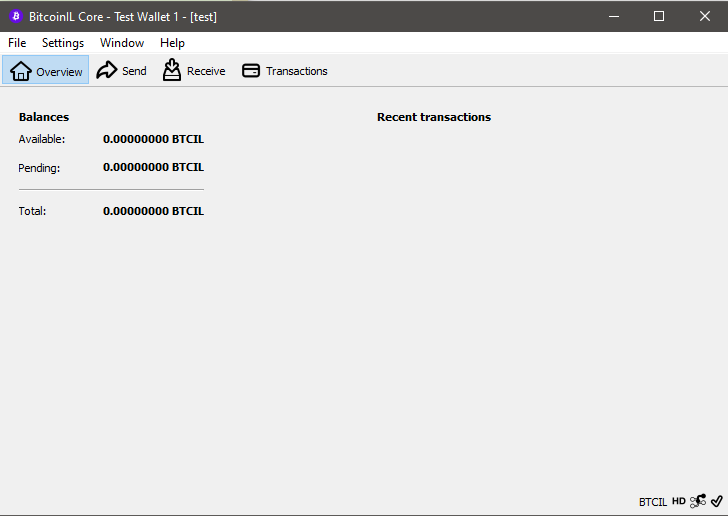 BitcoinIL Core - Test Wallet 1 - [test]
File Settings Window Help
Overview Send Receive Transactions
Balances
Available: 0.00000000 BTCIL
Pending: 0.00000000 BTCIL
Total: 0.00000000 BTCIL
Recent transactions
BTCIL HD